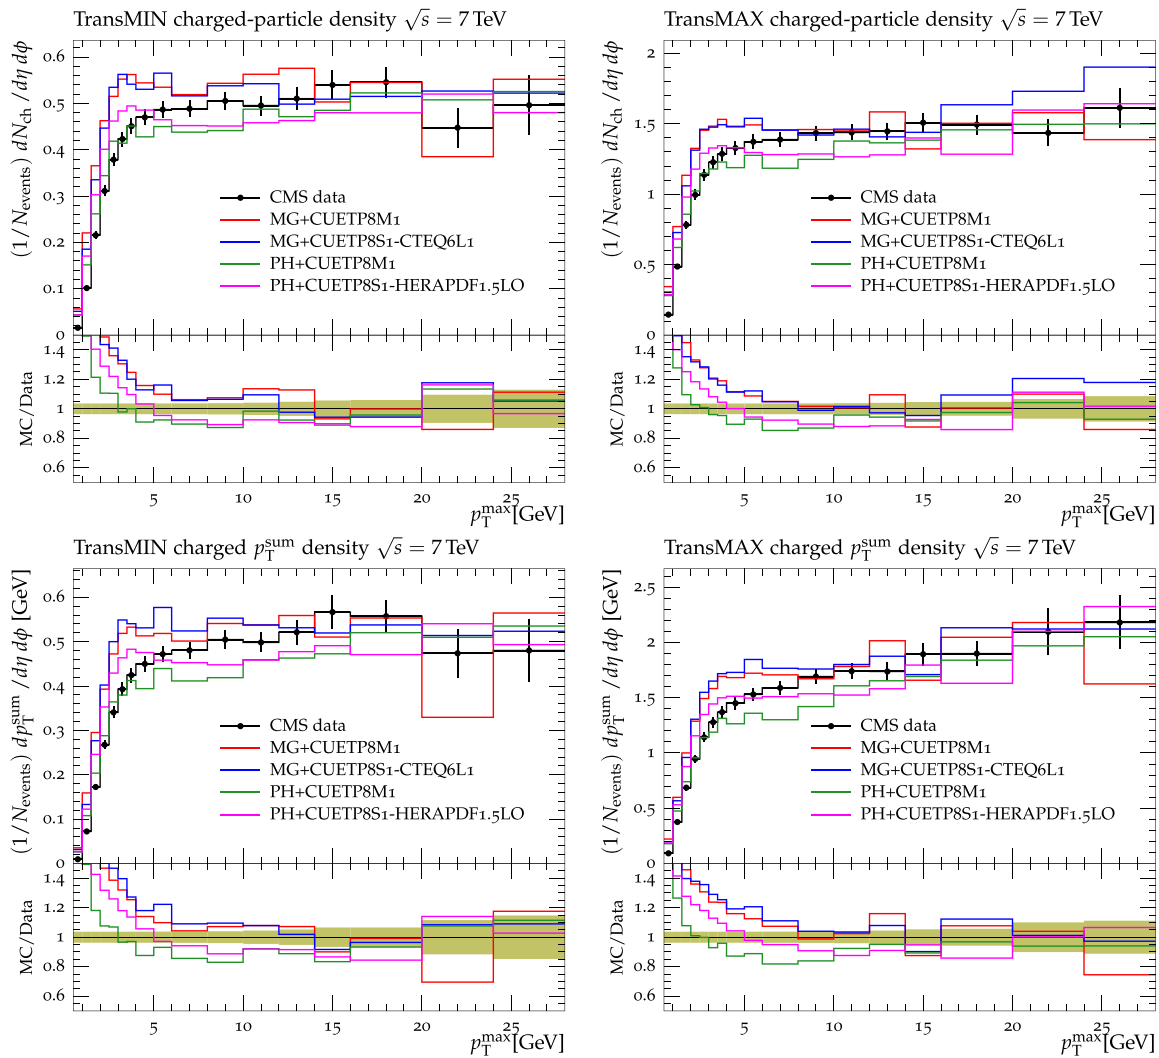 TransMIN charged-particle density √s = 7 TeV
(1/N_events) dN_ch/dη dϕ
0.6
0.5
0.4
0.3
0.2
0.1
0
CMS data
MG+CUETP8M1
MG+CUETP8S1-CTEQ6L1
PH+CUETP8M1
PH+CUETP8S1-HERAPDF1.5LO
MC/Data
1.4
1.2
1
0.8
0.6
5 10 15 20 25
p_T^max[GeV]
TransMAX charged-particle density √s = 7 TeV
(1/N_events) dN_ch/dη dϕ
2
1.5
1
0.5
0
CMS data
MG+CUETP8M1
MG+CUETP8S1-CTEQ6L1
PH+CUETP8M1
PH+CUETP8S1-HERAPDF1.5LO
MC/Data
1.4
1.2
1
0.8
0.6
5 10 15 20 25
p_T^max[GeV]
TransMIN charged p_T^sum density √s = 7 TeV
(1/N_events) dp_T^sum/dη dϕ [GeV]
0.6
0.5
0.4
0.3
0.2
0.1
0
CMS data
MG+CUETP8M1
MG+CUETP8S1-CTEQ6L1
PH+CUETP8M1
PH+CUETP8S1-HERAPDF1.5LO
MC/Data
1.4
1.2
1
0.8
0.6
5 10 15 20 25
p_T^max[GeV]
TransMAX charged p_T^sum density √s = 7 TeV
(1/N_events) dp_T^sum/dη dϕ [GeV]
2.5
2
1.5
1
0.5
0
CMS data
MG+CUETP8M1
MG+CUETP8S1-CTEQ6L1
PH+CUETP8M1
PH+CUETP8S1-HERAPDF1.5LO
MC/Data
1.4
1.2
1
0.8
0.6
5 10 15 20 25
p_T^max[GeV]